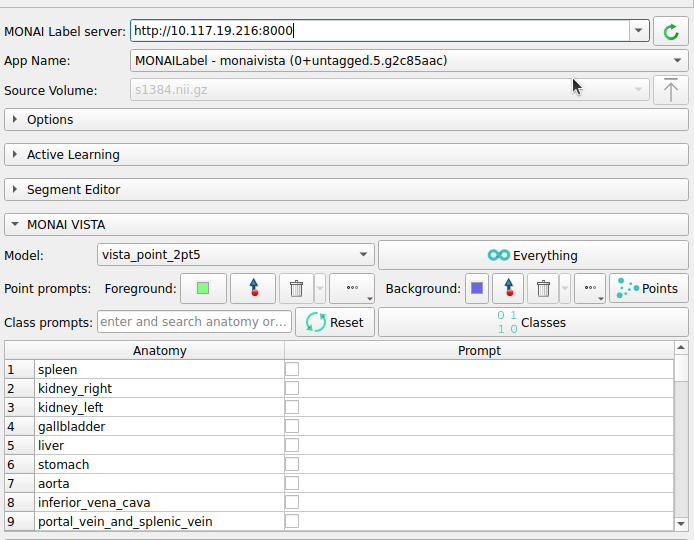 MONAI Label server: http://10.117.19.216:8000
App Name: MONAILabel - monaivista (0+untagged.5.g2c85aac)
Source Volume: s1384.nii.gz
Options
Active Learning
Segment Editor
MONAI VISTA
Model: vista_point_2pt5 Everything
Point prompts: Foreground: ... Background: ... Points
Class prompts: enter and search anatomy or... Reset 0 1 1 0 Classes
Anatomy Prompt
1 spleen
2 kidney_right
3 kidney_left
4 gallbladder
5 liver
6 stomach
7 aorta
8 inferior_vena_cava
9 portal_vein_and_splenic_vein